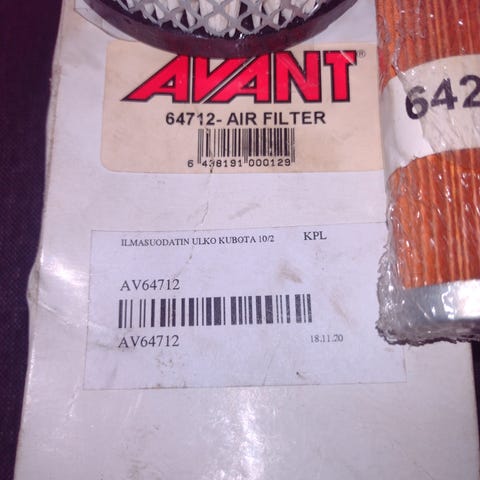 AVANT®
64712- AIR FILTER
6 438191 000129
642
ILMASUODATIN ULKO KUBOTA 10/2 KPL
AV64712
AV64712 18.11.20